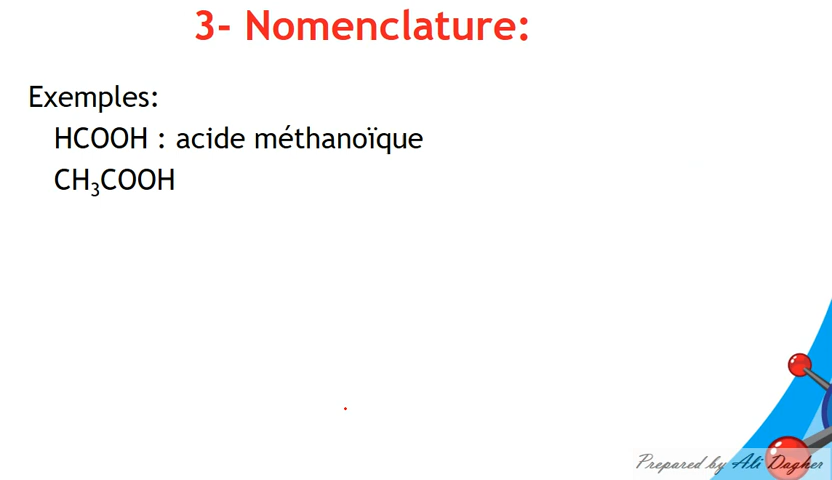 3- Nomenclature:
Exemples:
HCOOH : acide méthanoïque
CH₃COOH
Prepared by Ali Dagher